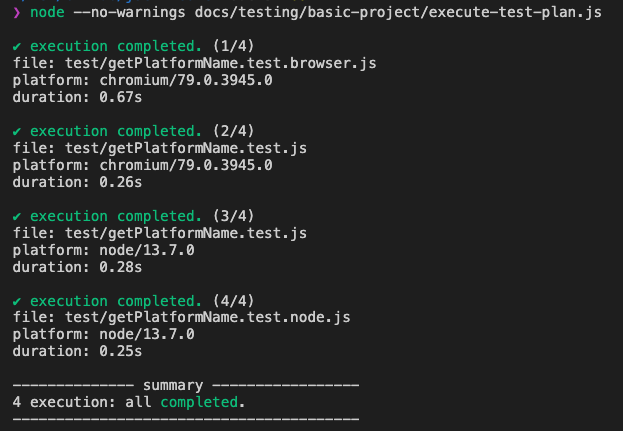 ❯ node --no-warnings docs/testing/basic-project/execute-test-plan.js
✔ execution completed. (1/4)
file: test/getPlatformName.test.browser.js
platform: chromium/79.0.3945.0
duration: 0.67s
✔ execution completed. (2/4)
file: test/getPlatformName.test.js
platform: chromium/79.0.3945.0
duration: 0.26s
✔ execution completed. (3/4)
file: test/getPlatformName.test.js
platform: node/13.7.0
duration: 0.28s
✔ execution completed. (4/4)
file: test/getPlatformName.test.node.js
platform: node/13.7.0
duration: 0.25s
-------------- summary -----------------
4 execution: all completed.
----------------------------------------